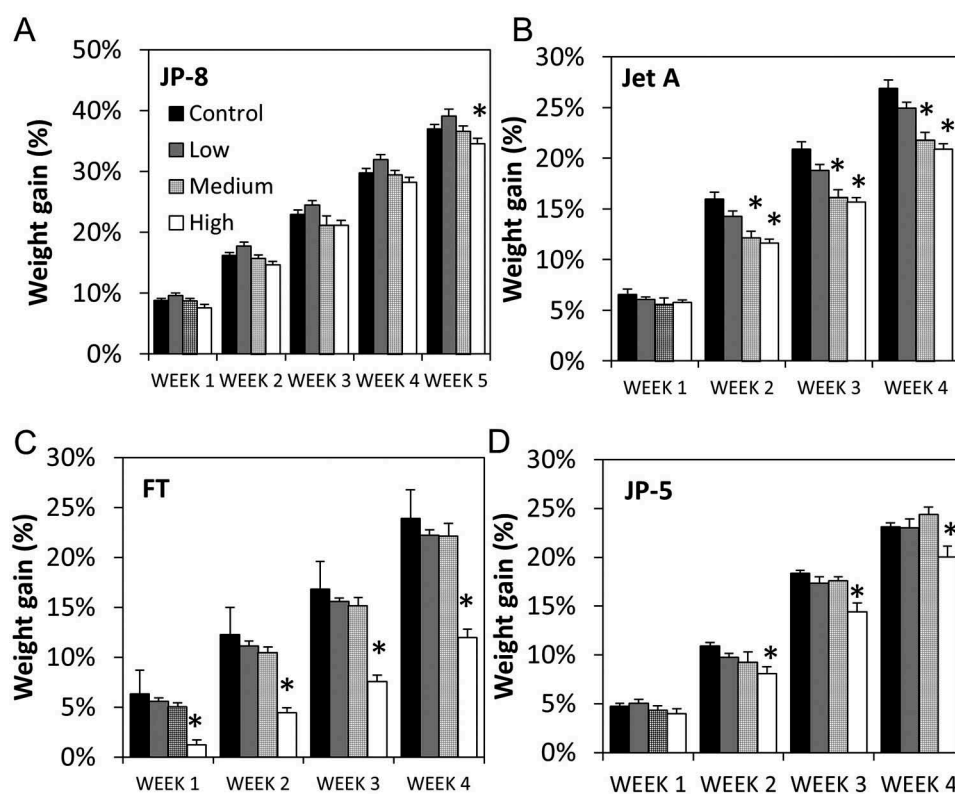 A
50%
40%
30%
20%
10%
0%
Weight gain (%)
JP-8
Control
Low
Medium
High
*
WEEK 1 WEEK 2 WEEK 3 WEEK 4 WEEK 5
B
30%
25%
20%
15%
10%
5%
0%
Weight gain (%)
Jet A
* *
* *
* *
WEEK 1 WEEK 2 WEEK 3 WEEK 4
C
30%
25%
20%
15%
10%
5%
0%
Weight gain (%)
FT
*
*
*
*
WEEK 1 WEEK 2 WEEK 3 WEEK 4
D
30%
25%
20%
15%
10%
5%
0%
Weight gain (%)
JP-5
*
*
*
WEEK 1 WEEK 2 WEEK 3 WEEK 4